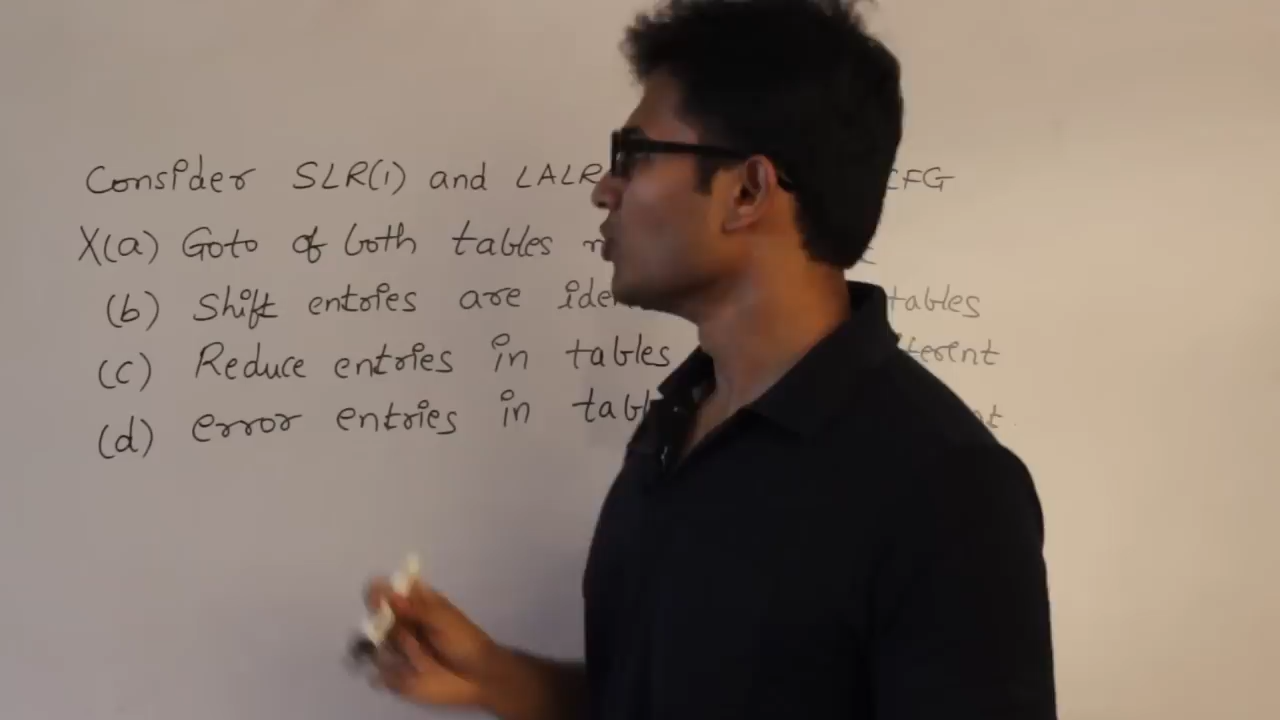 Consider SLR(1) and LALR CFG
X(a) Goto of both tables
(b) Shift entries are tables
(c) Reduce entries in tables
(d) error entries in